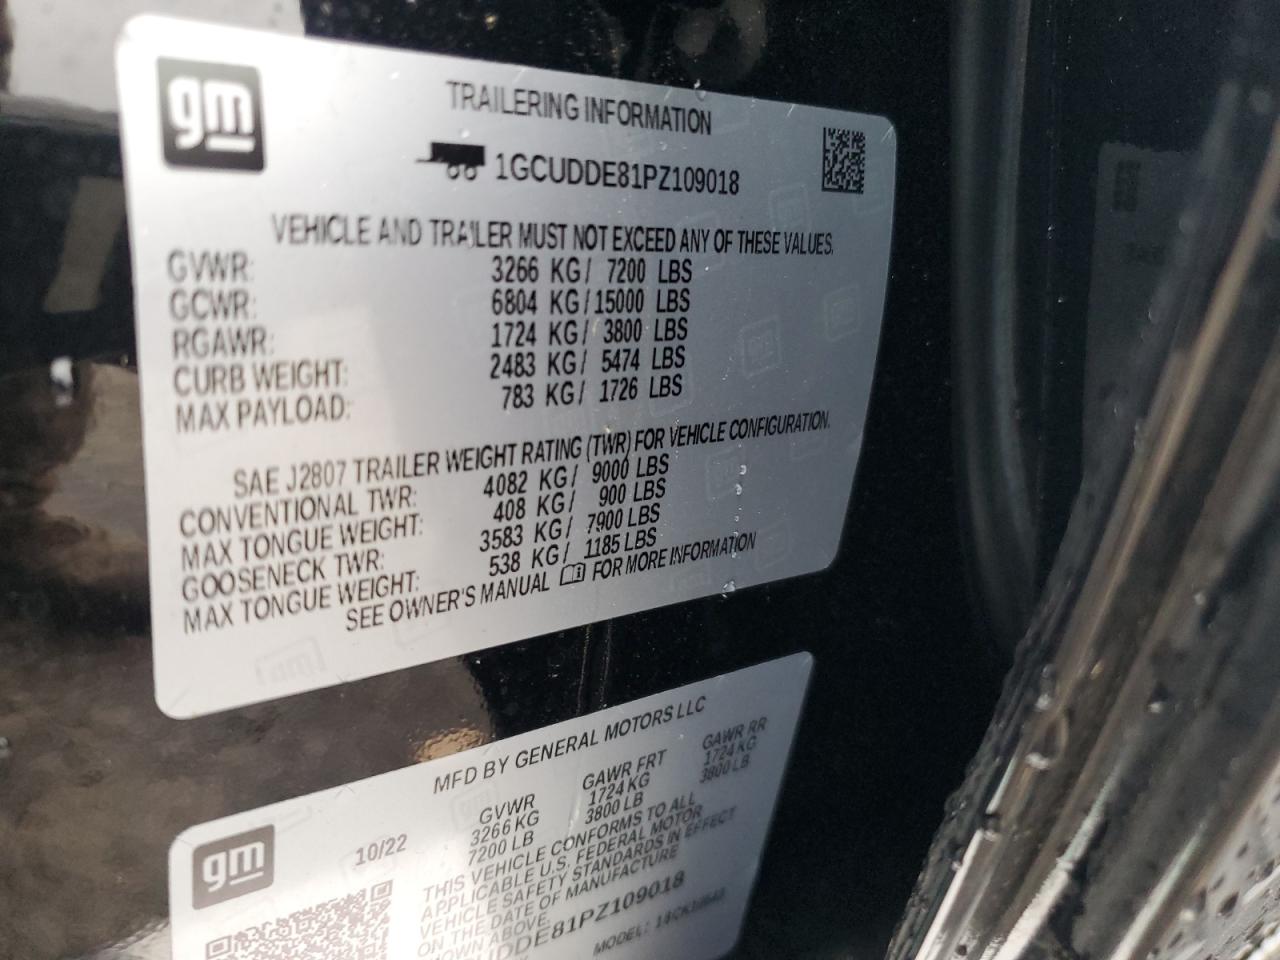 gm
TRAILERING INFORMATION
1GCUDDE81PZ109018
VEHICLE AND TRAILER MUST NOT EXCEED ANY OF THESE VALUES.
GVWR: 3266 KG/ 7200 LBS
GCWR: 6804 KG/15000 LBS
RGAWR: 1724 KG/ 3800 LBS
CURB WEIGHT: 2483 KG/ 5474 LBS
MAX PAYLOAD: 783 KG/ 1726 LBS
SAE J2807 TRAILER WEIGHT RATING (TWR) FOR VEHICLE CONFIGURATION.
CONVENTIONAL TWR: 4082 KG/ 9000 LBS
MAX TONGUE WEIGHT: 408 KG/ 900 LBS
GOOSENECK TWR: 3583 KG/ 7900 LBS
MAX TONGUE WEIGHT: 538 KG/ 1185 LBS
SEE OWNER'S MANUAL FOR MORE INFORMATION
MFD BY GENERAL MOTORS LLC
gm
10/22
GVWR GAWR FRT GAWR RR
3266 KG 1724 KG 1724 KG
7200 LB 3800 LB 3800 LB
THIS VEHICLE CONFORMS TO ALL
APPLICABLE U.S. FEDERAL MOTOR
VEHICLE SAFETY STANDARDS IN EFFECT
ON THE DATE OF MANUFACTURE
SHOWN ABOVE.
UDDE81PZ109018
MODEL: